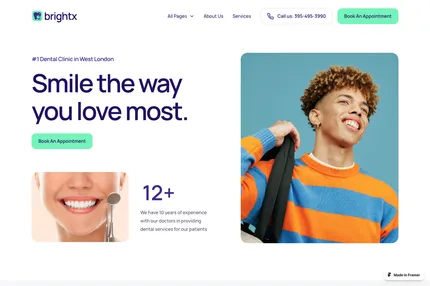 brightx
All Pages
About Us
Services
Call us: 395-495-3990
Book An Appointment
#1 Dental Clinic in West London
Smile the way
you love most.
Book An Appointment
12+
We have 10 years of experience
with our doctors in providing
dental services for our patients
Made in Framer